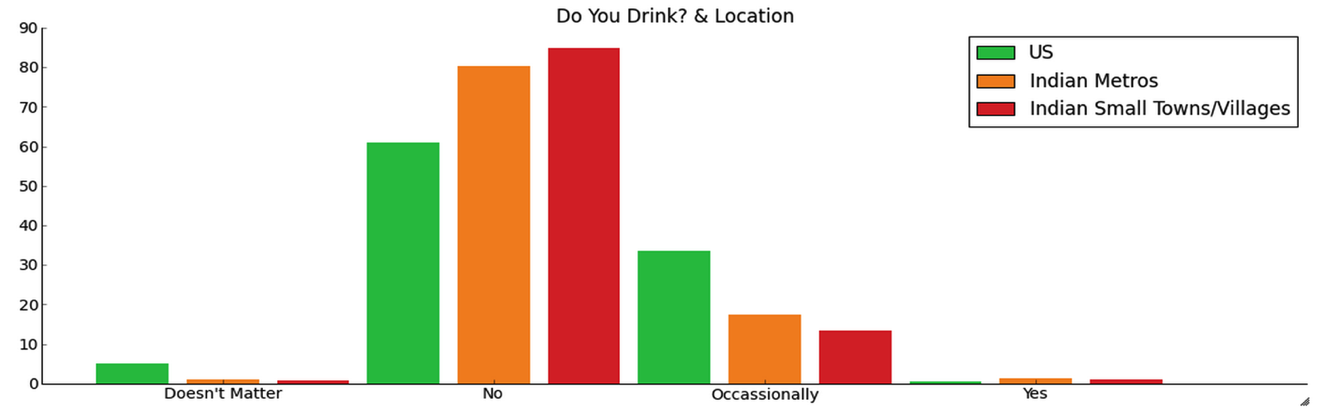 Do You Drink? & Location
90
80
70
60
50
40
30
20
10
0
US
Indian Metros
Indian Small Towns/Villages
Doesn't Matter No Occassionally Yes